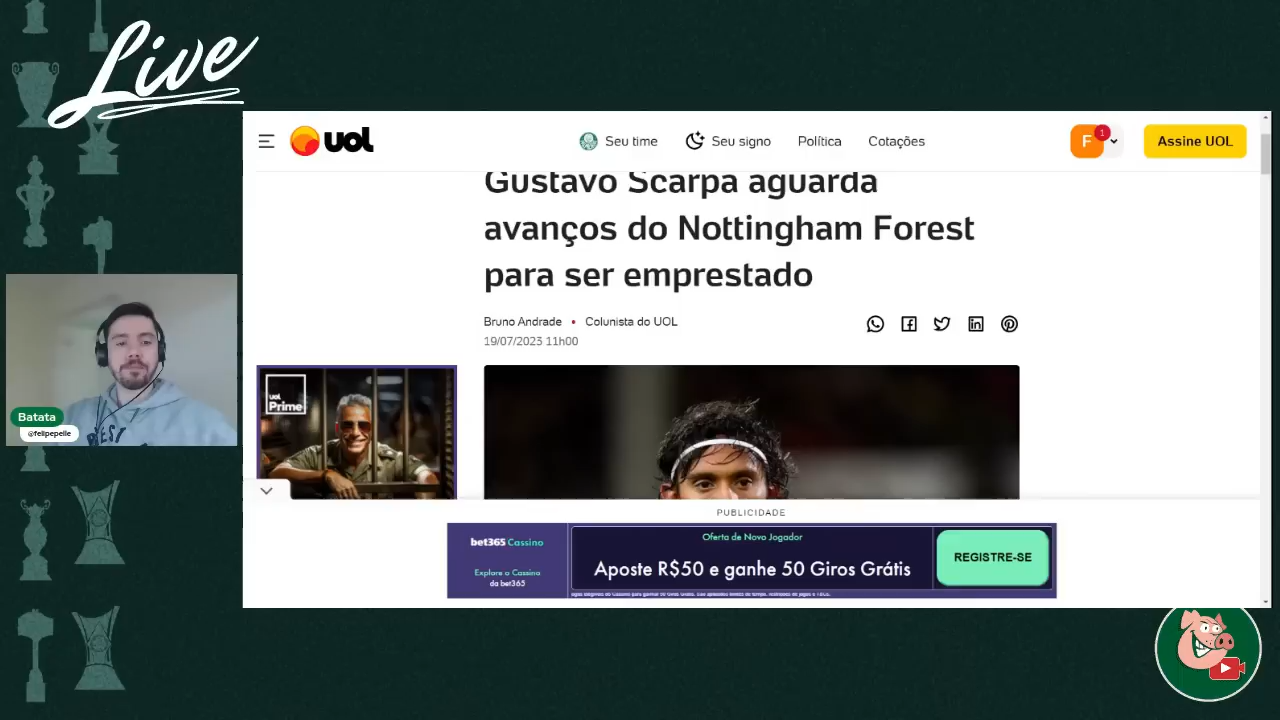 Live
uol
Seu time
Seu signo
Política
Cotações
F
1
Assine UOL
Gustavo Scarpa aguarda
avanços do Nottingham Forest
para ser emprestado
Bruno Andrade • Colunista do UOL
19/07/2023 11h00
uol
Prime
Batata
@felipepelle
PUBLICIDADE
bet365 Cassino
Explore o Cassino
da bet365
Oferta de Novo Jogador
Aposte R$50 e ganhe 50 Giros Grátis
REGISTRE-SE